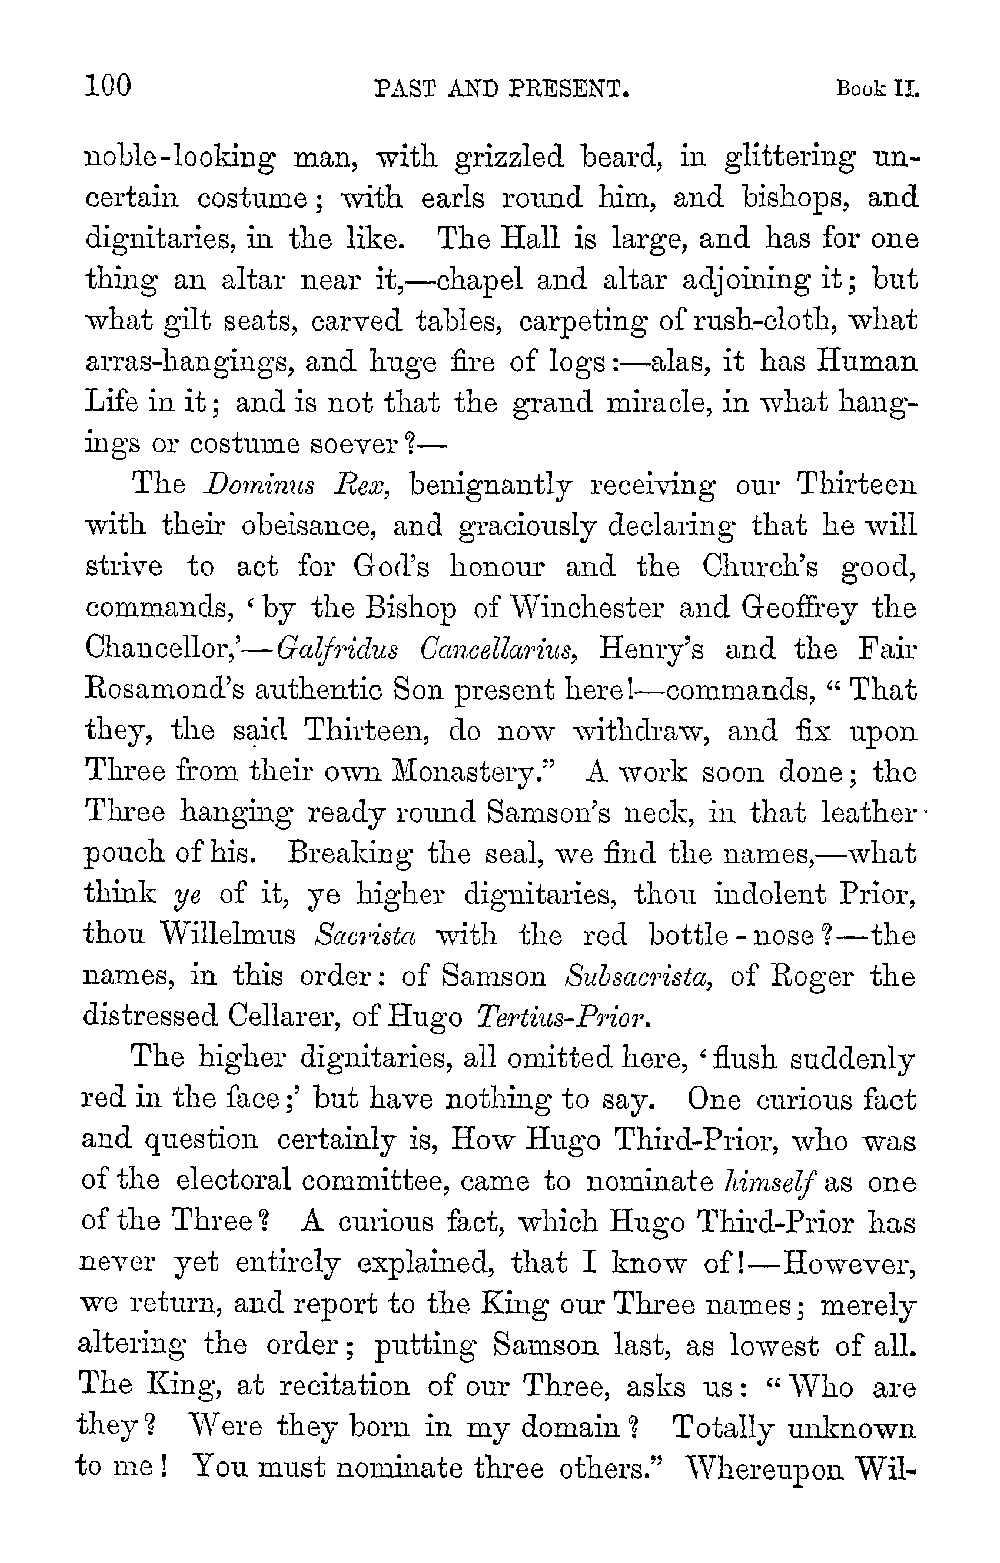 100 PAST AND PRESENT. Book II.
noble-looking man, with grizzled beard, in glittering un-
certain costume; with earls round him, and bishops, and
dignitaries, in the like. The Hall is large, and has for one
thing an altar near it,—chapel and altar adjoining it; but
what gilt seats, carved tables, carpeting of rush-cloth, what
arras-hangings, and huge fire of logs:—alas, it has Human
Life in it; and is not that the grand miracle, in what hang-
ings or costume soever?—
The Dominus Rex, benignantly receiving our Thirteen
with their obeisance, and graciously declaring that he will
strive to act for God's honour and the Church's good,
commands, 'by the Bishop of Winchester and Geoffrey the
Chancellor,'—Galfridus Cancellarius, Henry's and the Fair
Rosamond's authentic Son present here!—commands, "That
they, the said Thirteen, do now withdraw, and fix upon
Three from their own Monastery." A work soon done; the
Three hanging ready round Samson's neck, in that leather-
pouch of his. Breaking the seal, we find the names,—what
think ye of it, ye higher dignitaries, thou indolent Prior,
thou Willelmus Sacrista with the red bottle-nose?—the
names, in this order: of Samson Subsacrista, of Roger the
distressed Cellarer, of Hugo Tertius-Prior.
The higher dignitaries, all omitted here, 'flush suddenly
red in the face;' but have nothing to say. One curious fact
and question certainly is, How Hugo Third-Prior, who was
of the electoral committee, came to nominate himself as one
of the Three? A curious fact, which Hugo Third-Prior has
never yet entirely explained, that I know of!—However,
we return, and report to the King our Three names; merely
altering the order; putting Samson last, as lowest of all.
The King, at recitation of our Three, asks us: "Who are
they? Were they born in my domain? Totally unknown
to me! You must nominate three others." Whereupon Wil-